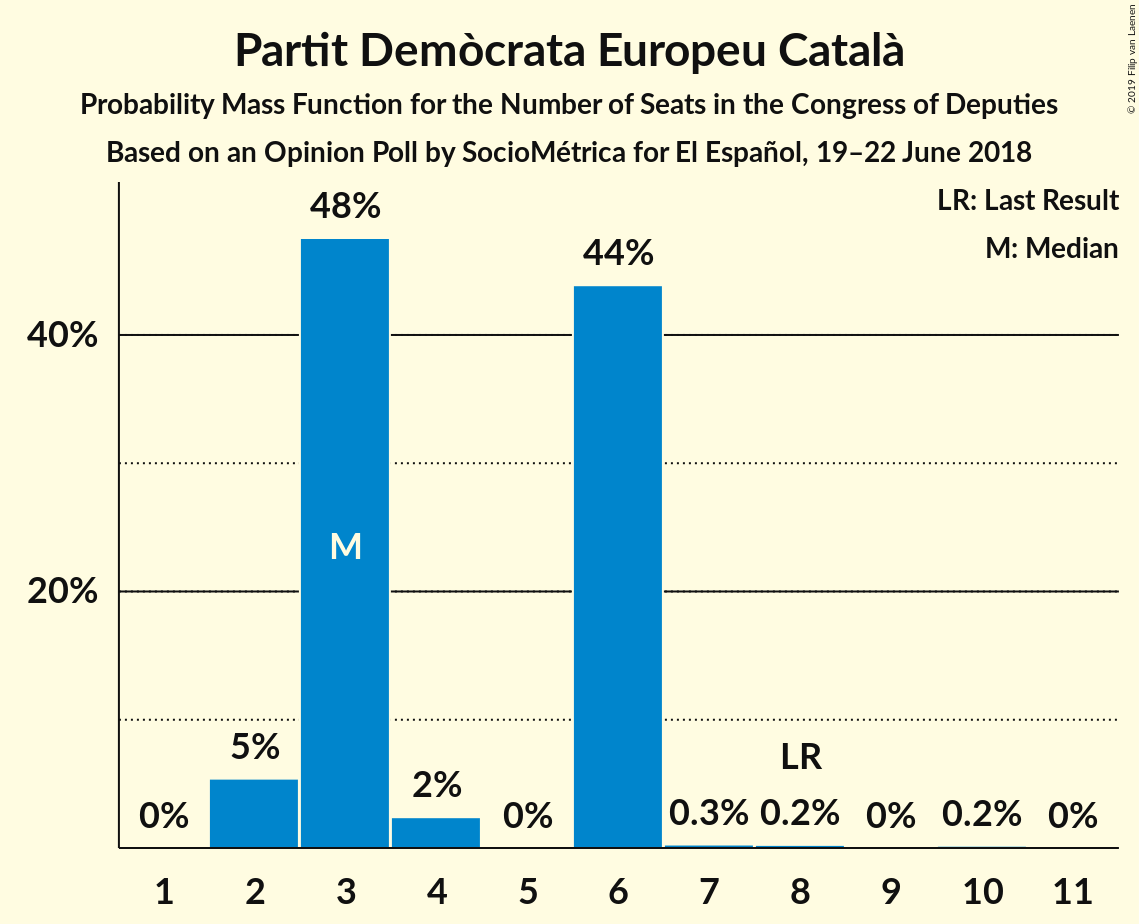 Partit Demòcrata Europeu Català
Probability Mass Function for the Number of Seats in the Congress of Deputies
Based on an Opinion Poll by SocioMétrica for El Español, 19–22 June 2018
© 2019 Filip van Laenen
LR: Last Result
M: Median
48%
44%
40%
M
20%
5%
LR
2%
0%
0%
0.3%
0.2%
0%
0.2%
0%
1 2 3 4 5 6 7 8 9 10 11